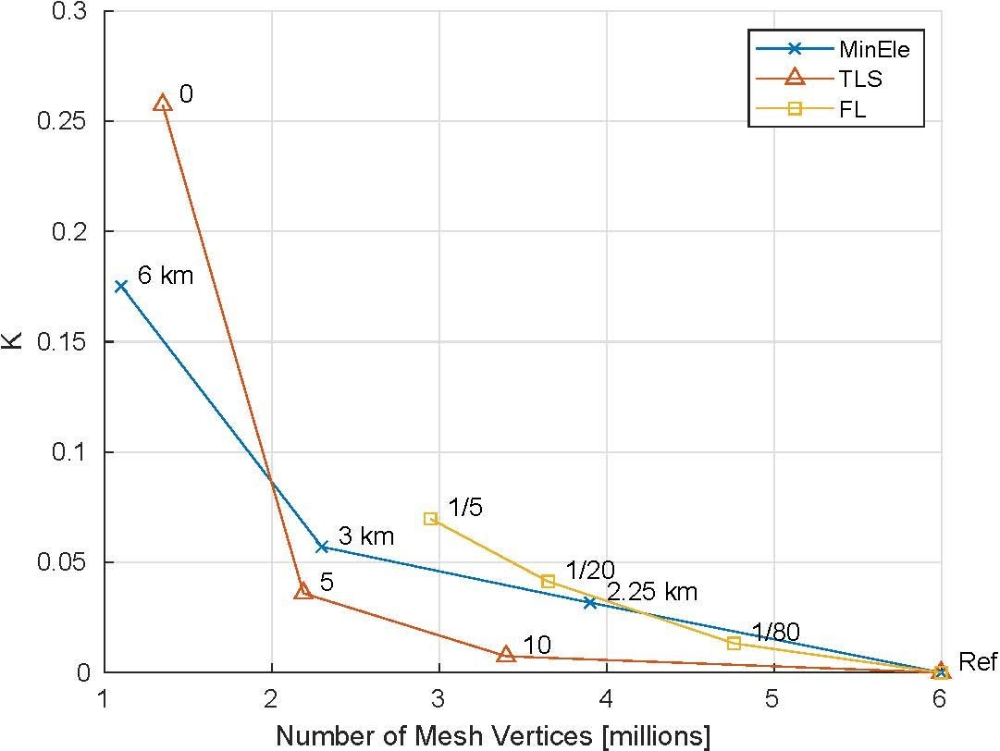 0.3
0.25
0.2
0.15
0.1
0.05
0
K
1
2
3
4
5
6
Number of Mesh Vertices [millions]
MinEle
TLS
FL
0
6 km
1/5
3 km
1/20
5
2.25 km
10
1/80
Ref